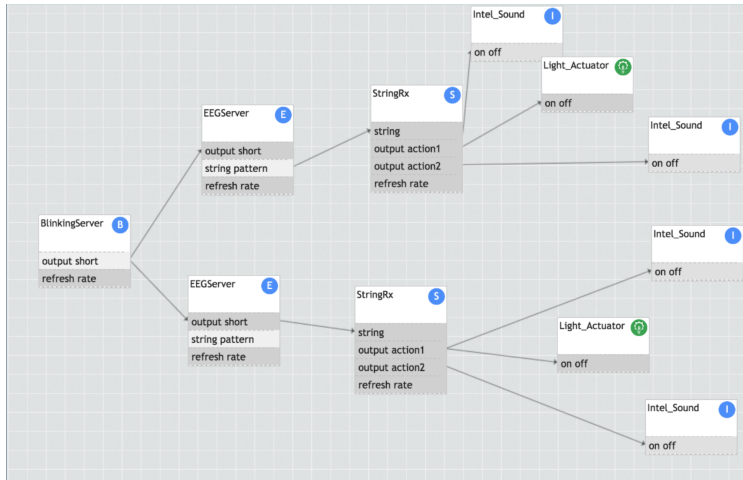 Intel_Sound I
on off
Light_Actuator
on off
StringRx S
string
output action1
output action2
refresh rate
EEGServer E
output short
string pattern
refresh rate
Intel_Sound I
on off
BlinkingServer B
output short
refresh rate
Intel_Sound I
on off
EEGServer E
output short
string pattern
refresh rate
StringRx S
string
output action1
output action2
refresh rate
Light_Actuator
on off
Intel_Sound I
on off